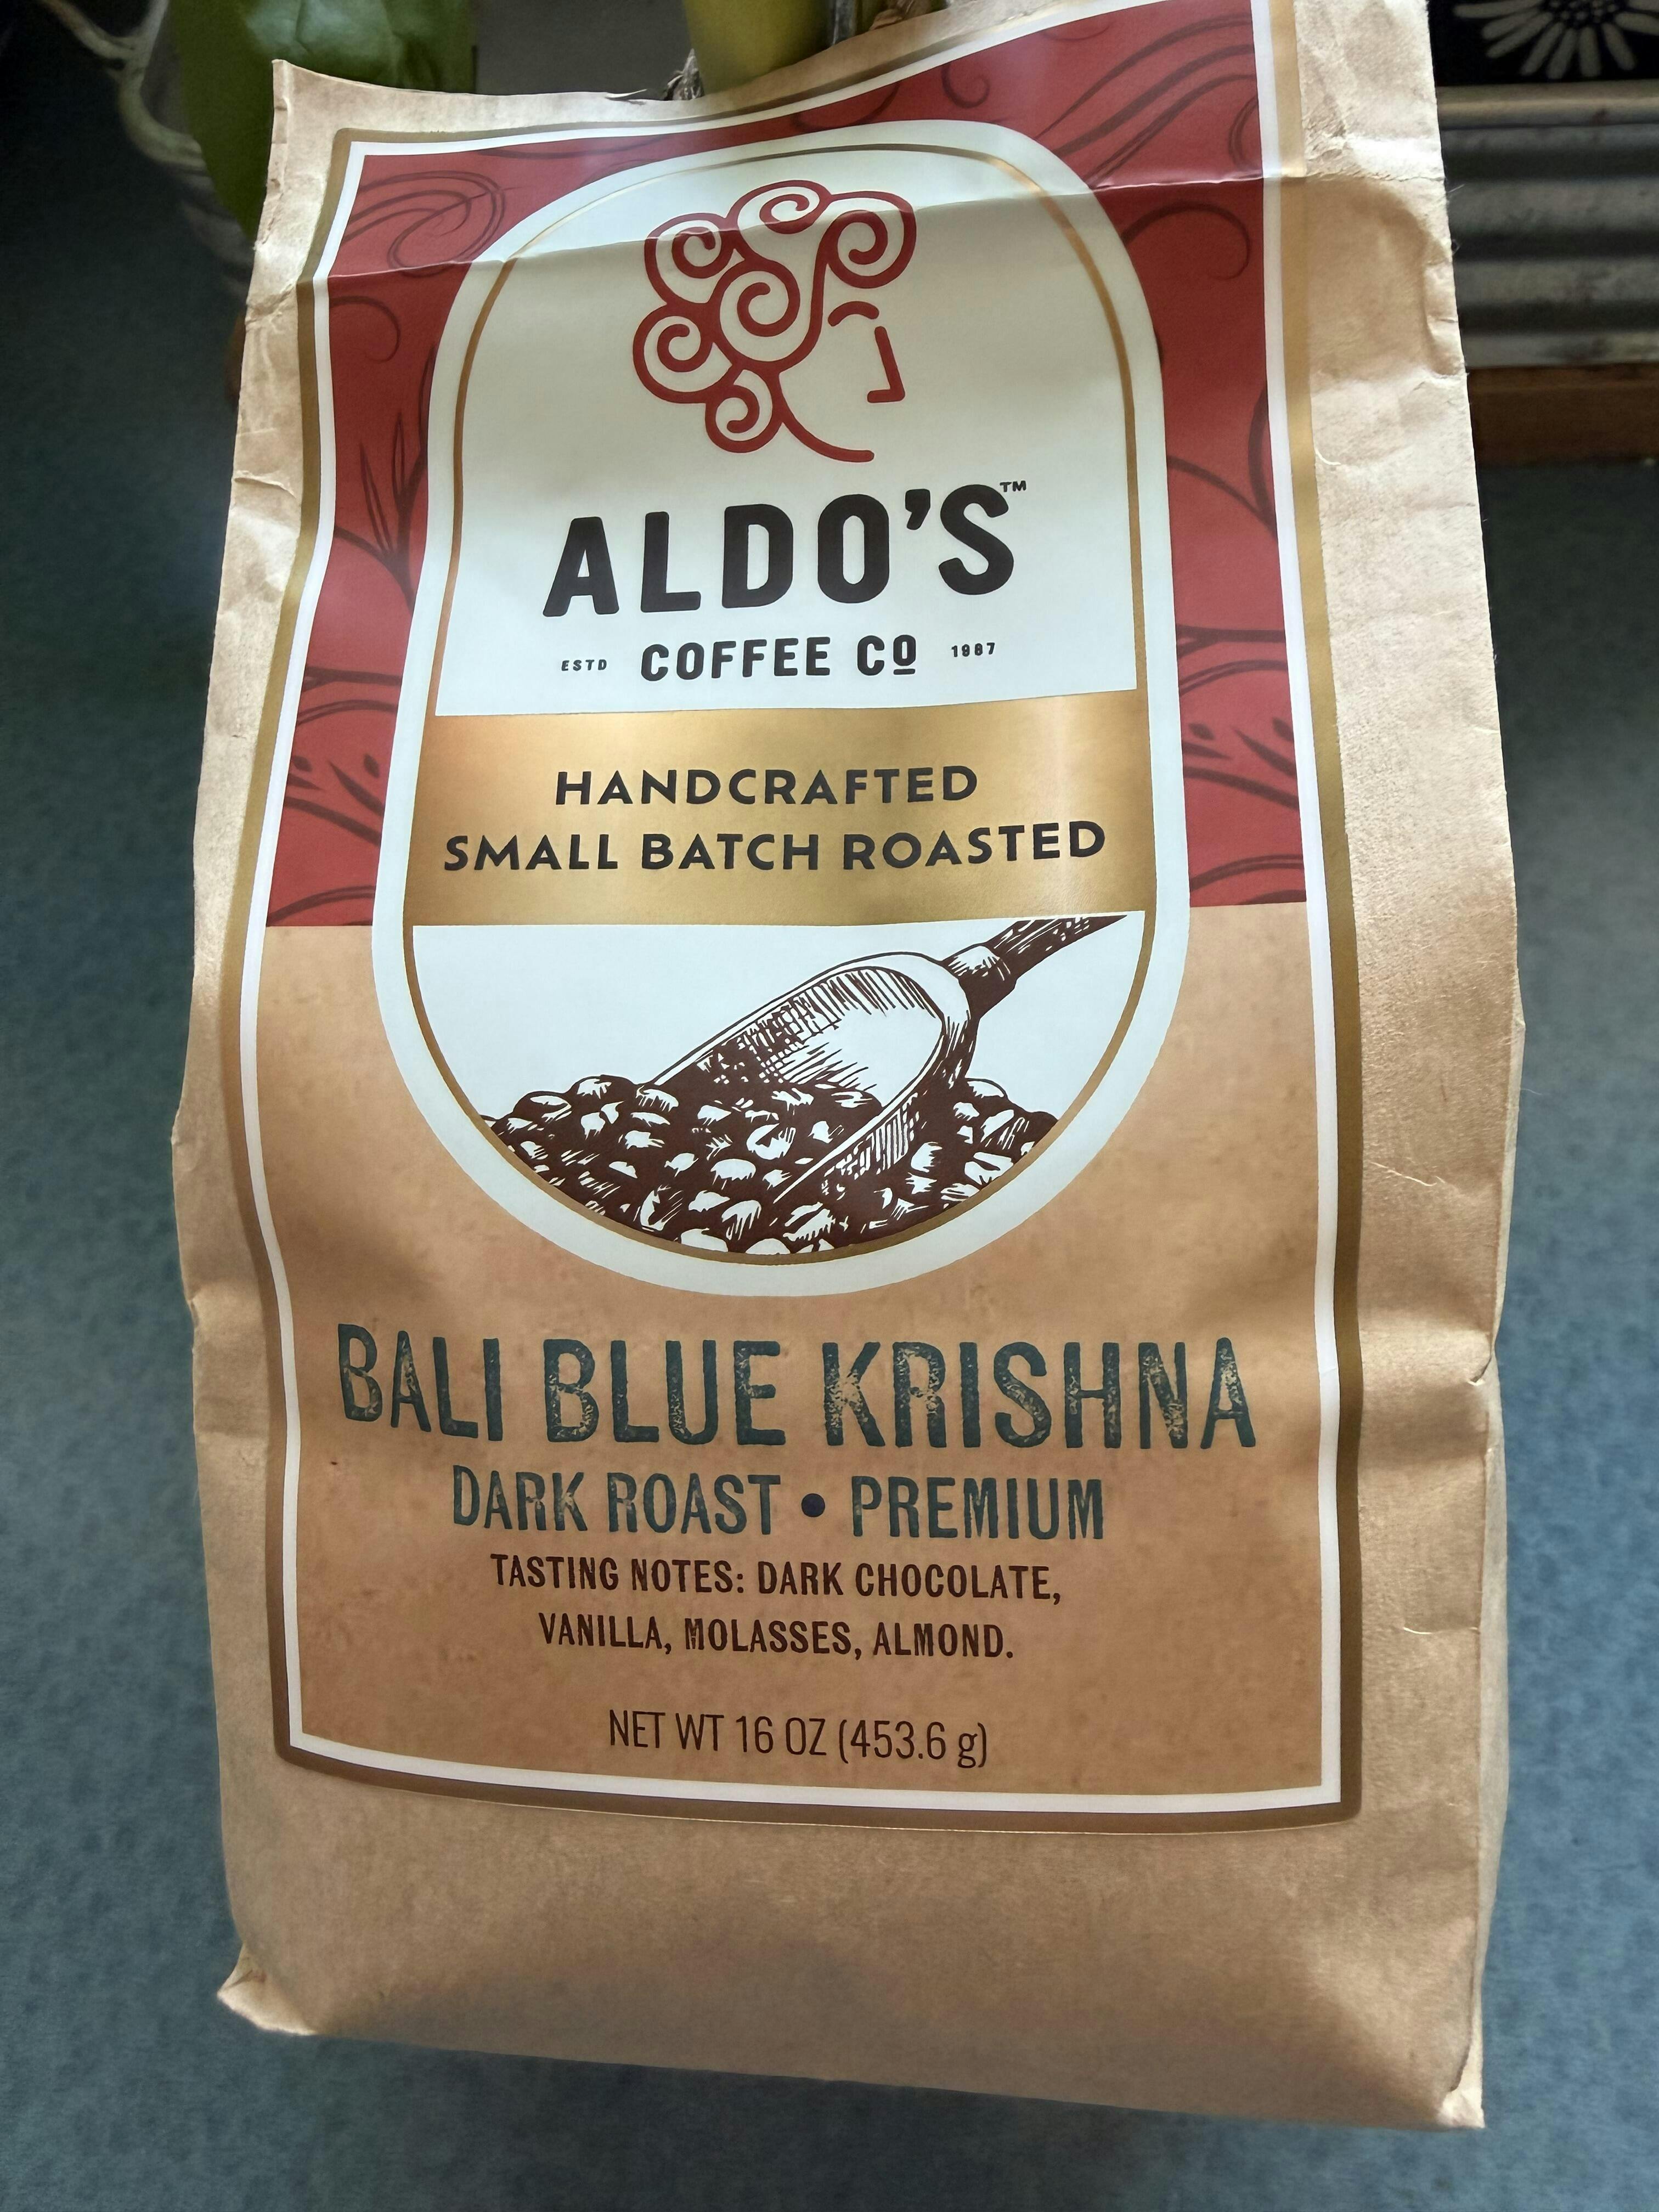 ALDO'S™
ESTD COFFEE CO 1987
HANDCRAFTED
SMALL BATCH ROASTED
BALI BLUE KRISHNA
DARK ROAST • PREMIUM
TASTING NOTES: DARK CHOCOLATE,
VANILLA, MOLASSES, ALMOND.
NET WT 16 OZ (453.6 g)